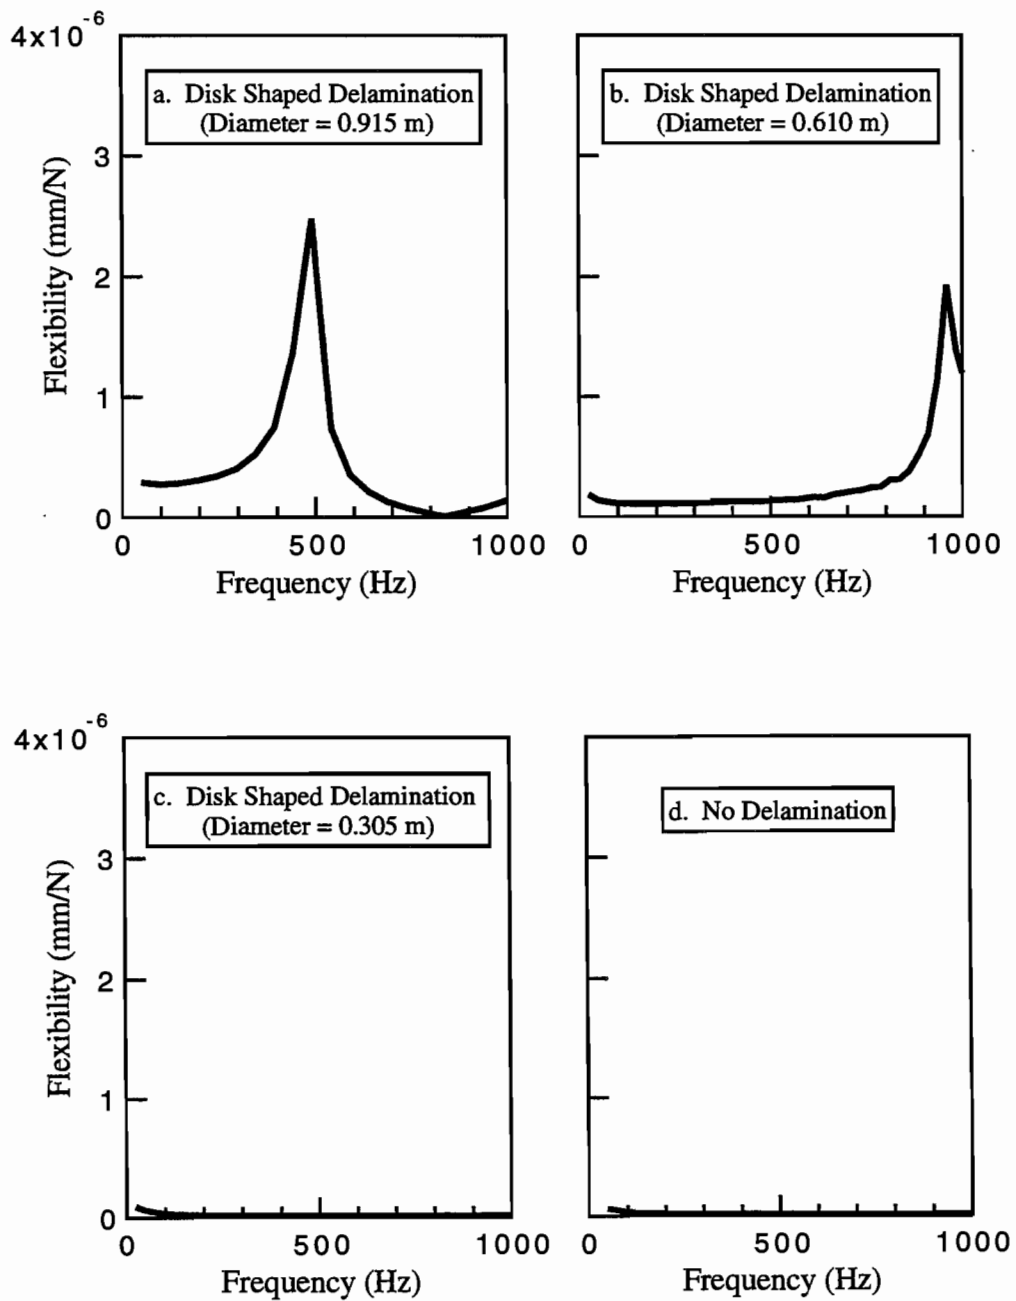 4x10⁻⁶
a. Disk Shaped Delamination
(Diameter = 0.915 m)
3
2
1
0
Flexibility (mm/N)
0 500 1000
Frequency (Hz)
b. Disk Shaped Delamination
(Diameter = 0.610 m)
0 500 1000
Frequency (Hz)
4x10⁻⁶
c. Disk Shaped Delamination
(Diameter = 0.305 m)
3
2
1
0
Flexibility (mm/N)
0 500 1000
Frequency (Hz)
d. No Delamination
0 500 1000
Frequency (Hz)